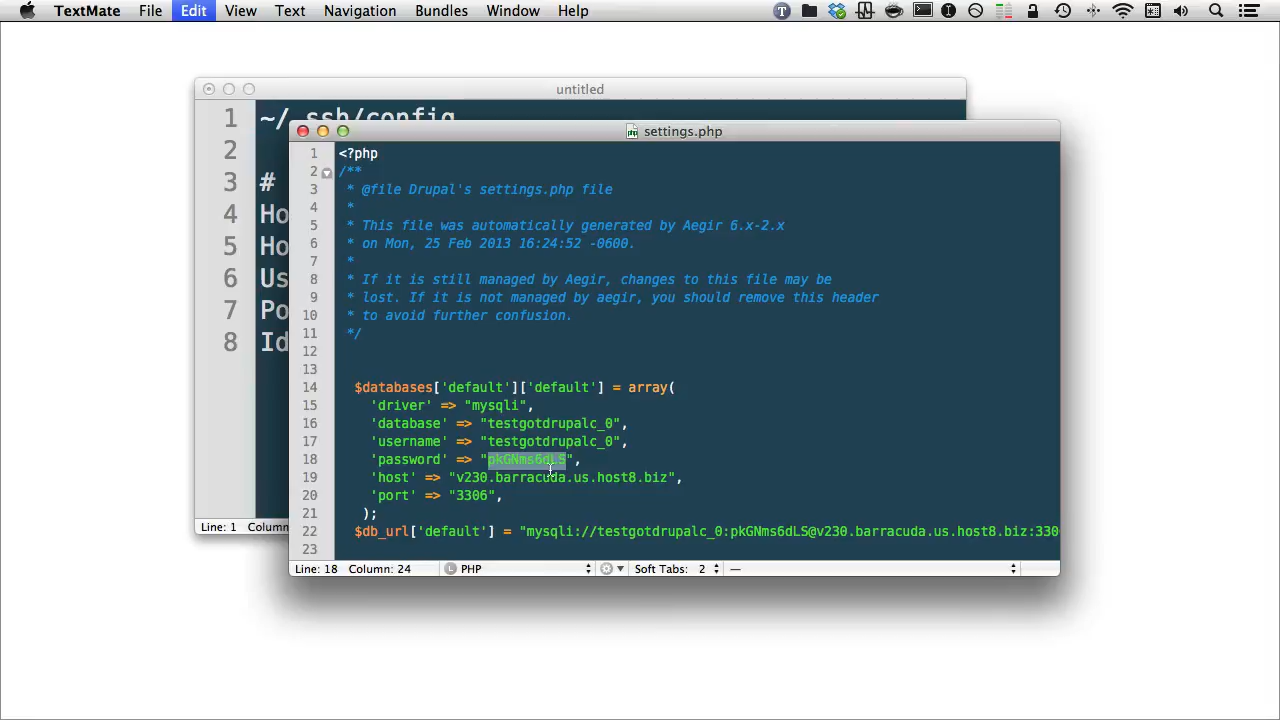 TextMate File Edit View Text Navigation Bundles Window Help
untitled
1 ~/.ssh/config
2
3 #
4 Ho
5 Ho
6 Us
7 Po
8 Id
Line: 1 Column
settings.php
1 <?php
2 /**
3 * @file Drupal's settings.php file
4 *
5 * This file was automatically generated by Aegir 6.x-2.x
6 * on Mon, 25 Feb 2013 16:24:52 -0600.
7 *
8 * If it is still managed by Aegir, changes to this file may be
9 * lost. If it is not managed by aegir, you should remove this header
10 * to avoid further confusion.
11 */
12
13
14 $databases['default']['default'] = array(
15 'driver' => "mysqli",
16 'database' => "testgotdrupalc_0",
17 'username' => "testgotdrupalc_0",
18 'password' => "pkGNms6dLS",
19 'host' => "v230.barracuda.us.host8.biz",
20 'port' => "3306",
21 );
22 $db_url['default'] = "mysqli://testgotdrupalc_0:pkGNms6dLS@v230.barracuda.us.host8.biz:330
23
Line: 18 Column: 24 L PHP Soft Tabs: 2 —